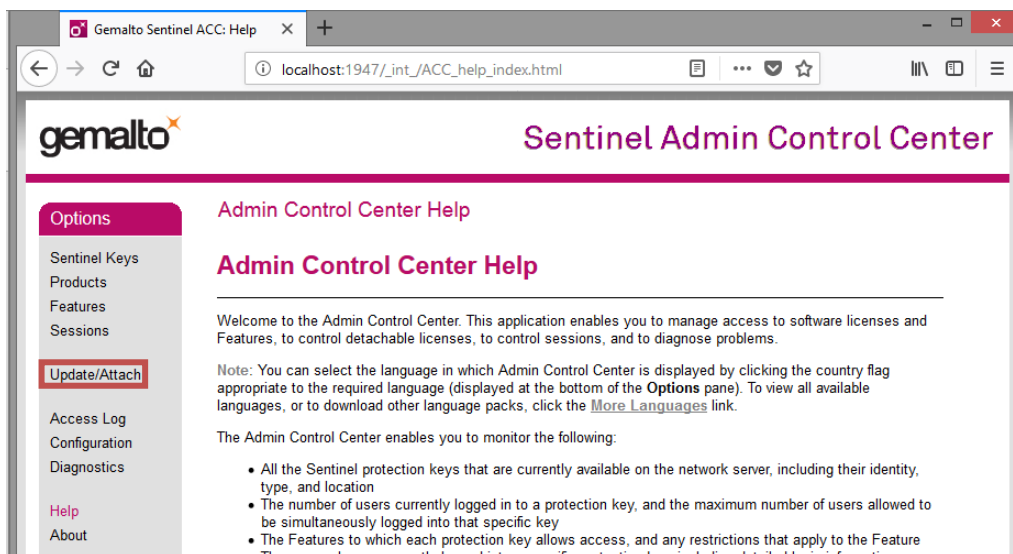 Gemalto Sentinel ACC: Help
localhost:1947/_int_/ACC_help_index.html
gemalto
Sentinel Admin Control Center
Options
Sentinel Keys
Products
Features
Sessions
Update/Attach
Access Log
Configuration
Diagnostics
Help
About
Admin Control Center Help
Admin Control Center Help
Welcome to the Admin Control Center. This application enables you to manage access to software licenses and
Features, to control detachable licenses, to control sessions, and to diagnose problems.
Note: You can select the language in which Admin Control Center is displayed by clicking the country flag
appropriate to the required language (displayed at the bottom of the Options pane). To view all available
languages, or to download other language packs, click the More Languages link.
The Admin Control Center enables you to monitor the following:
• All the Sentinel protection keys that are currently available on the network server, including their identity,
type, and location
• The number of users currently logged in to a protection key, and the maximum number of users allowed to
be simultaneously logged into that specific key
• The Features to which each protection key allows access, and any restrictions that apply to the Feature